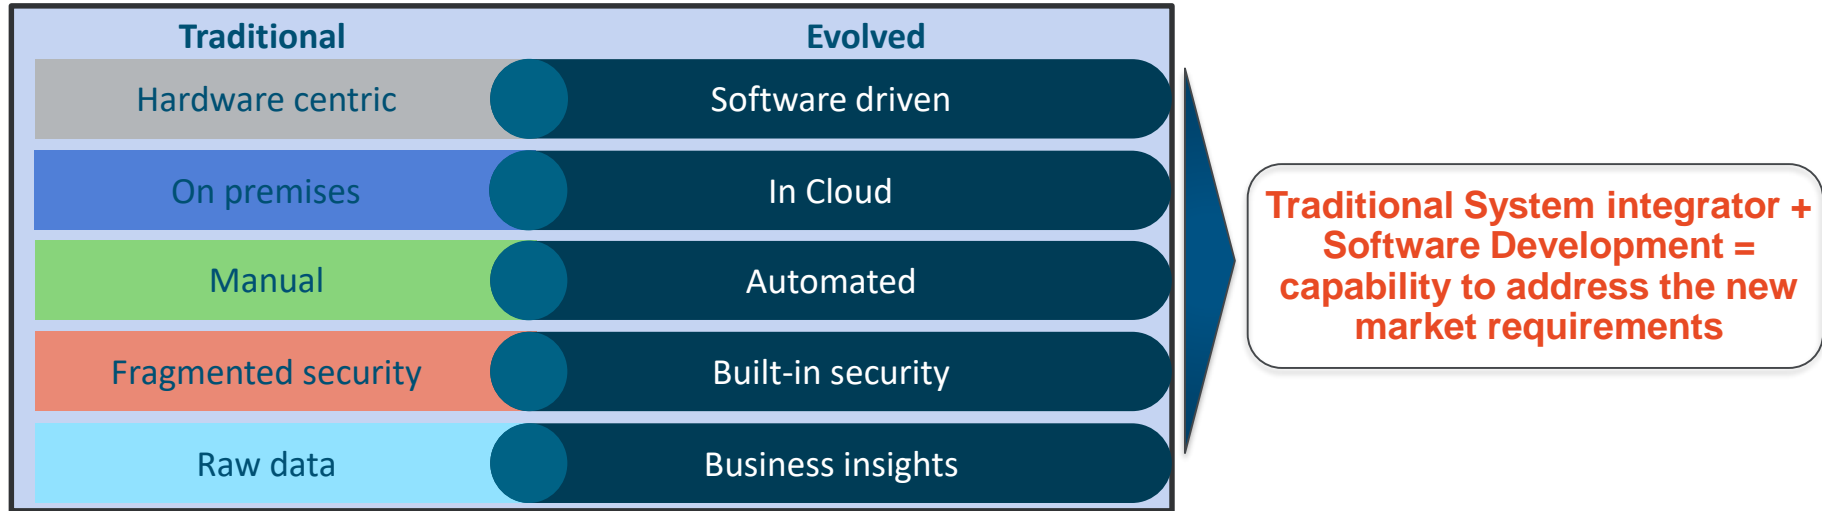 Traditional Evolved
Hardware centric Software driven
On premises In Cloud
Manual Automated
Fragmented security Built-in security
Raw data Business insights
Traditional System integrator +
Software Development =
capability to address the new
market requirements